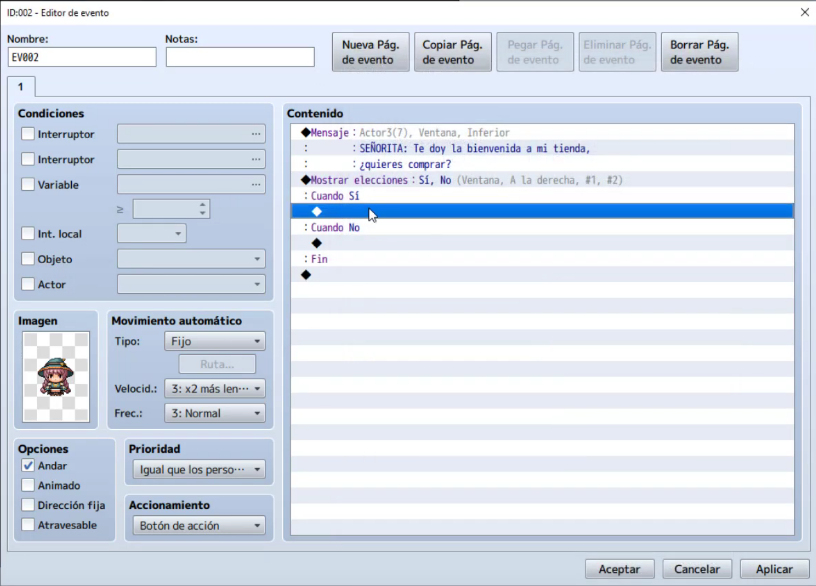 ID:002 - Editor de evento
Nombre:
Notas:
EV002
Nueva Pág. de evento
Copiar Pág. de evento
Pegar Pág. de evento
Eliminar Pág. de evento
Borrar Pág. de evento
1
Condiciones
Interruptor ...
Interruptor ...
Variable ...
≥
Int. local
Objeto
Actor
Imagen
Movimiento automático
Tipo: Fijo
Ruta...
Velocid.: 3: x2 más len···
Frec.: 3: Normal
Opciones
Andar
Animado
Dirección fija
Atravesable
Prioridad
Igual que los perso···
Accionamiento
Botón de acción
Contenido
◆Mensaje：Actor3(7), Ventana, Inferior
: : SEÑORITA: Te doy la bienvenida a mi tienda,
: : ¿quieres comprar?
◆Mostrar elecciones：Sí, No (Ventana, A la derecha, #1, #2)
: Cuando Sí
◆
: Cuando No
◆
: Fin
◆
Aceptar
Cancelar
Aplicar